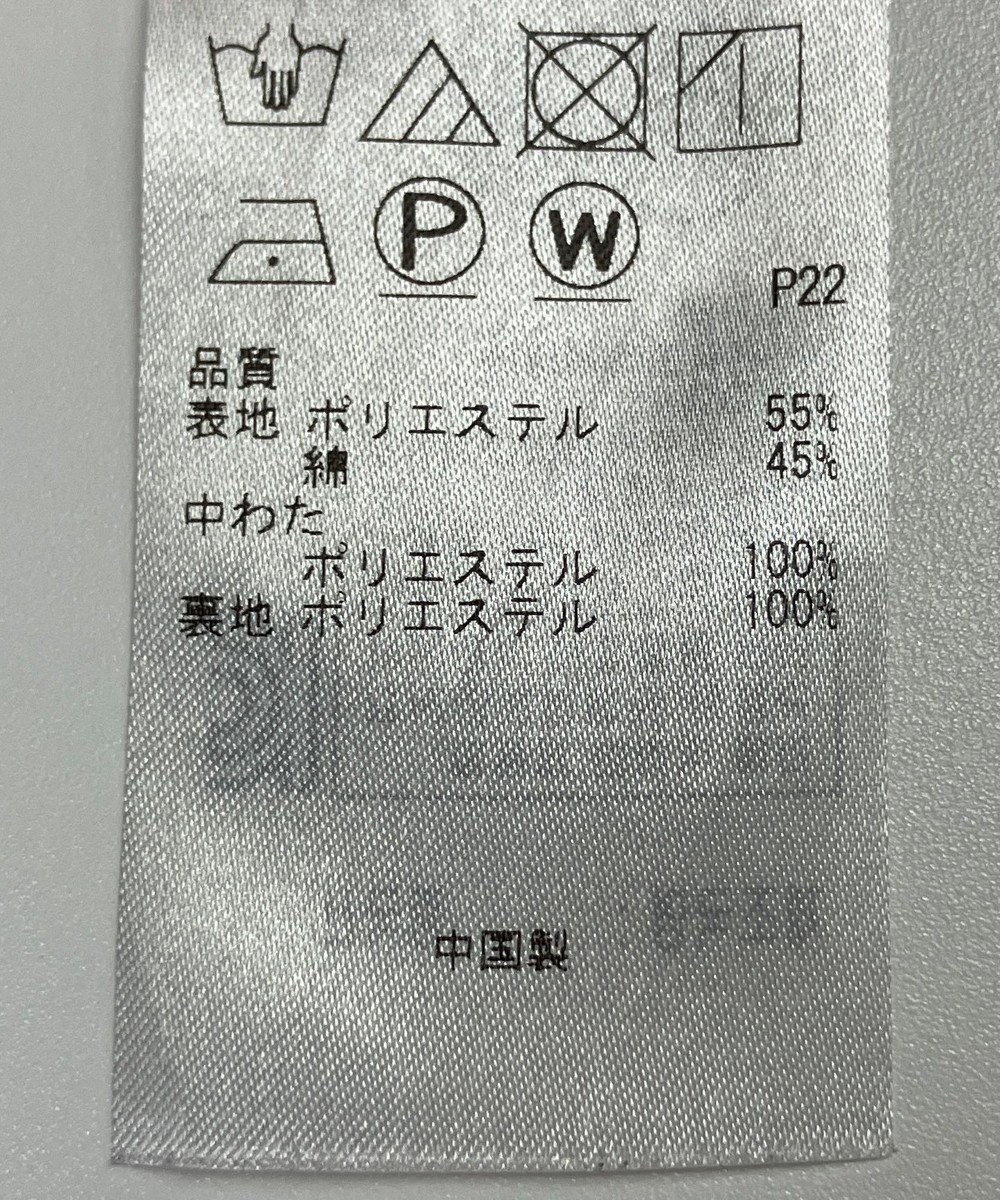 P W
P22
品質
表地 ポリエステル 55%
綿 45%
中わた
ポリエステル 100%
裏地 ポリエステル 100%
中国製